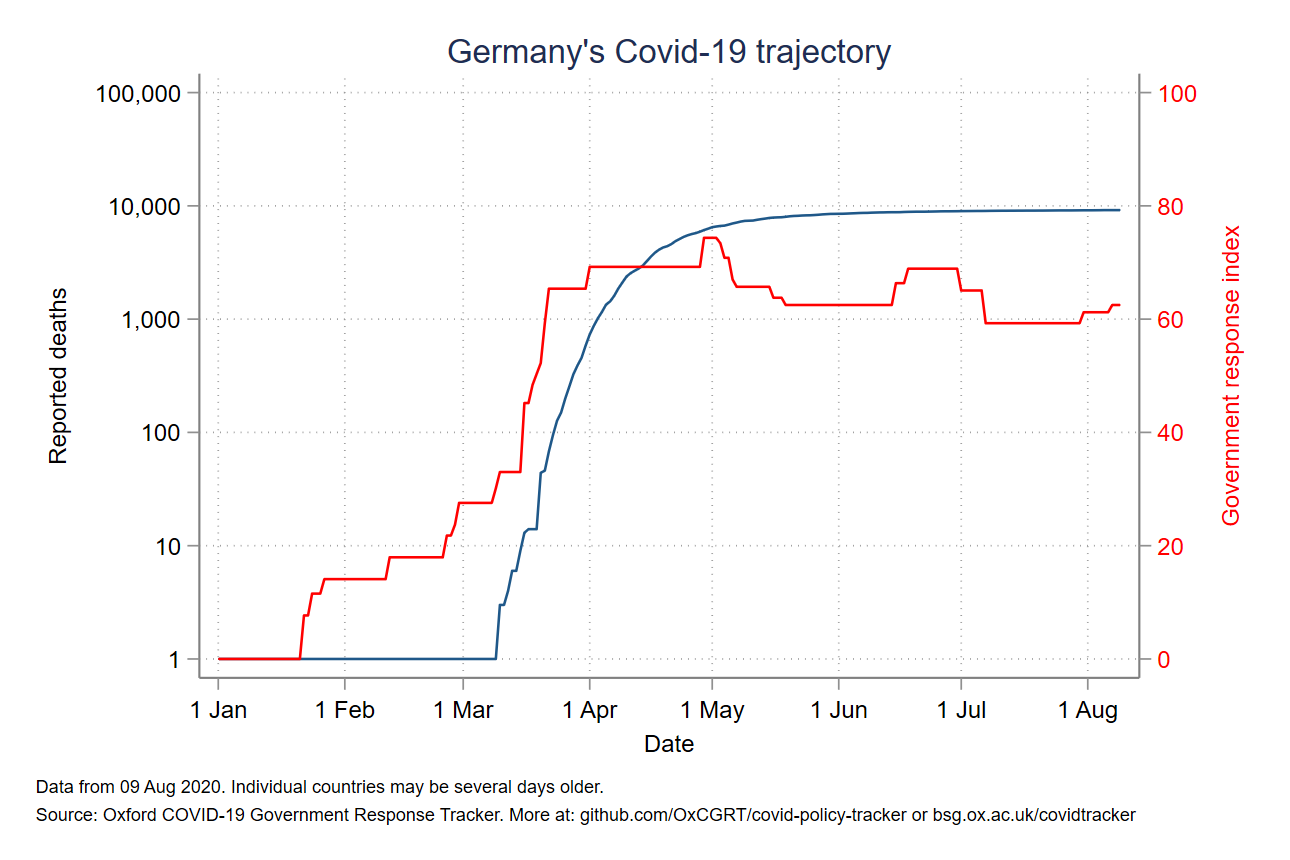 Germany's Covid-19 trajectory
100,000
10,000
1,000
100
10
1
Reported deaths
100
80
60
40
20
0
Government response index
1 Jan 1 Feb 1 Mar 1 Apr 1 May 1 Jun 1 Jul 1 Aug
Date
Data from 09 Aug 2020. Individual countries may be several days older.
Source: Oxford COVID-19 Government Response Tracker. More at: github.com/OxCGRT/covid-policy-tracker or bsg.ox.ac.uk/covidtracker